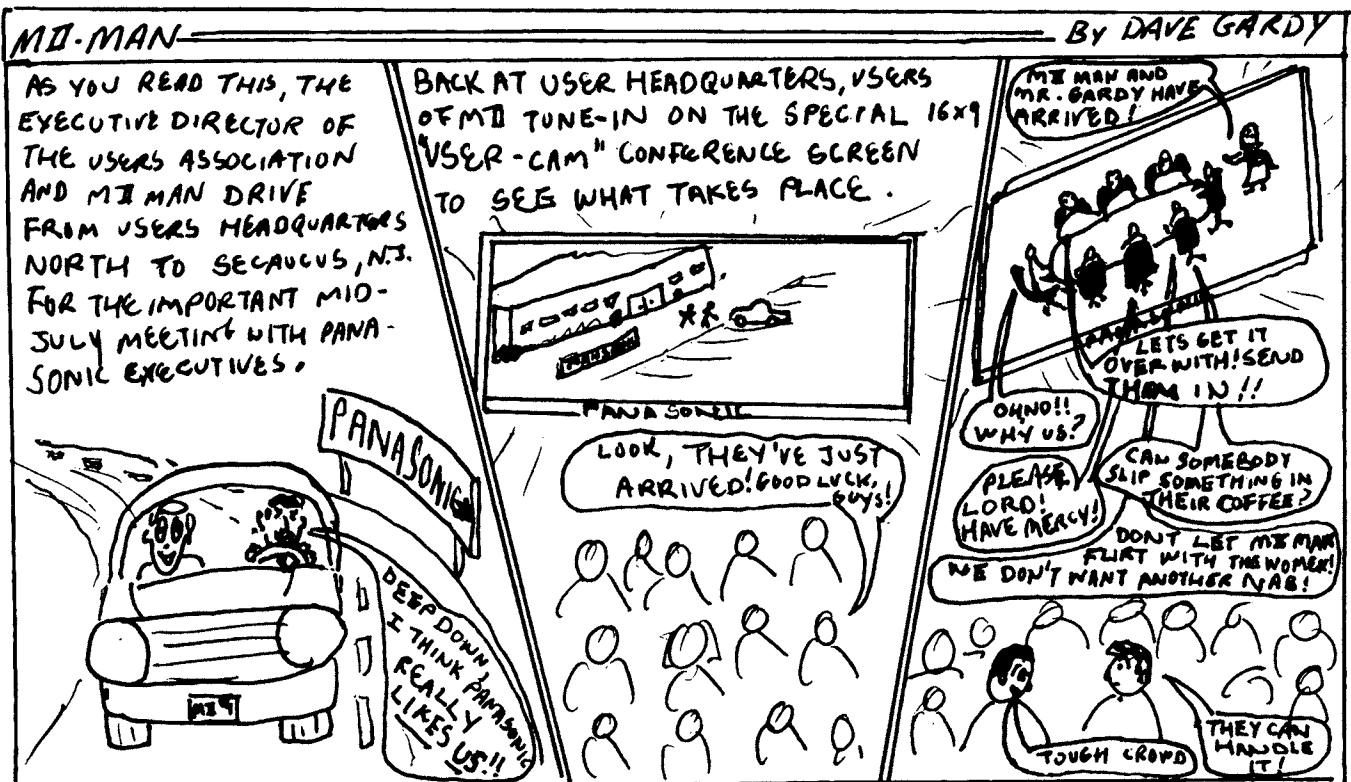 MII-MAN
BY DAVE GARDY
AS YOU READ THIS, THE
EXECUTIVE DIRECTOR OF
THE USERS ASSOCIATION
AND MII MAN DRIVE
FROM USERS HEADQUARTERS
NORTH TO SECAUCUS, N.J.
FOR THE IMPORTANT MID-
JULY MEETING WITH PANA-
SONIC EXECUTIVES.
PANASONIC
DEEP DOWN,
I THINK PANASONIC
REALLY
LIKES US!!
BACK AT USER HEADQUARTERS, USERS
OF MII TUNE-IN ON THE SPECIAL 16x9
"USER-CAM" CONFERENCE SCREEN
TO SEE WHAT TAKES PLACE.
PANASONIC
LOOK, THEY'VE JUST
ARRIVED! GOOD LUCK,
GUYS!
MII MAN AND
MR. GARDY HAVE
ARRIVED!
LETS GET IT
OVER WITH! SEND
THEM IN!!
OH NO!!
WHY US?
PLEASE,
LORD!
HAVE MERCY!
CAN SOMEBODY
SLIP SOMETHING IN
THEIR COFFEE?
DONT LET MII MAN
FLIRT WITH THE WOMEN!
WE DON'T WANT ANOTHER NAB!
TOUGH CROWD
THEY CAN
HANDLE
IT!